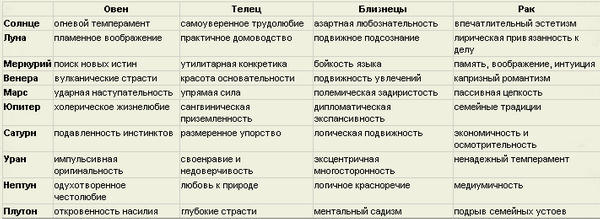 Овен Телец Близнецы Рак
Солнце огневой темперамент самоуверенное трудолюбие азартная любознательность впечатлительный эстетизм
Луна пламенное воображение практичное домоводство подвижное подсознание лирическая привязанность к
делу
Меркурий поиск новых истин утилитарная конкретика бойкость языка память, воображение, интуиция
Венера вулканические страсти красота основательности подвижность увлечений капризный романтизм
Марс ударная наступательность упрямая сила полемическая задиристость пассивная цепкость
Юпитер холерическое жизнелюбие сангвиническая дипломатическая семейные традиции
приземленность экспансивность
Сатурн подавленность инстинктов размеренное упорство логическая подвижность экономичность и
осмотрительность
Уран импульсивная своенравие и эксцентричная ненадежный темперамент
оригинальность недоверчивость многосторонность
Нептун одухотворенное любовь к природе логичное красноречие медиумичность
честолюбие
Плутон откровенность насилия глубокие страсти ментальный садизм подрыв семейных устоев